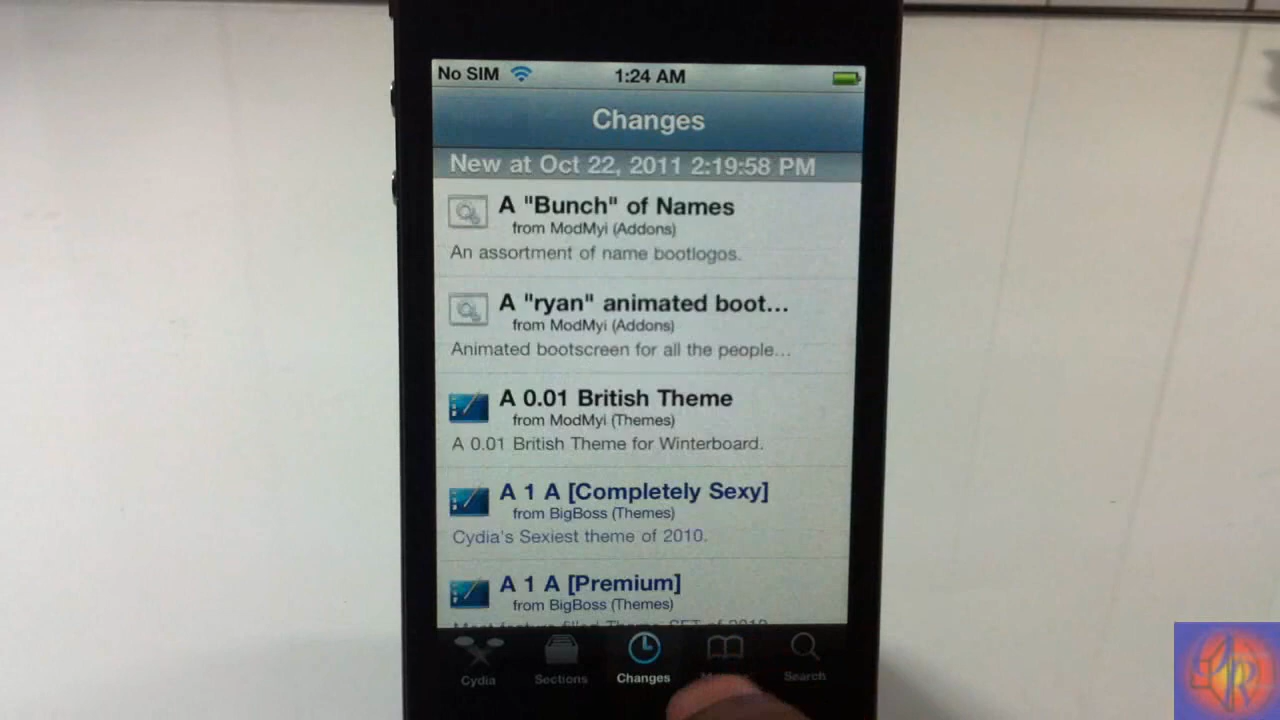 No SIM 1:24 AM
Changes
New at Oct 22, 2011 2:19:58 PM
A "Bunch" of Names
from ModMyi (Addons)
An assortment of name bootlogos.
A "ryan" animated boot...
from ModMyi (Addons)
Animated bootscreen for all the people...
A 0.01 British Theme
from ModMyi (Themes)
A 0.01 British Theme for Winterboard.
A 1 A [Completely Sexy]
from BigBoss (Themes)
Cydia's Sexiest theme of 2010.
A 1 A [Premium]
from BigBoss (Themes)
Cydia Sections Changes Search